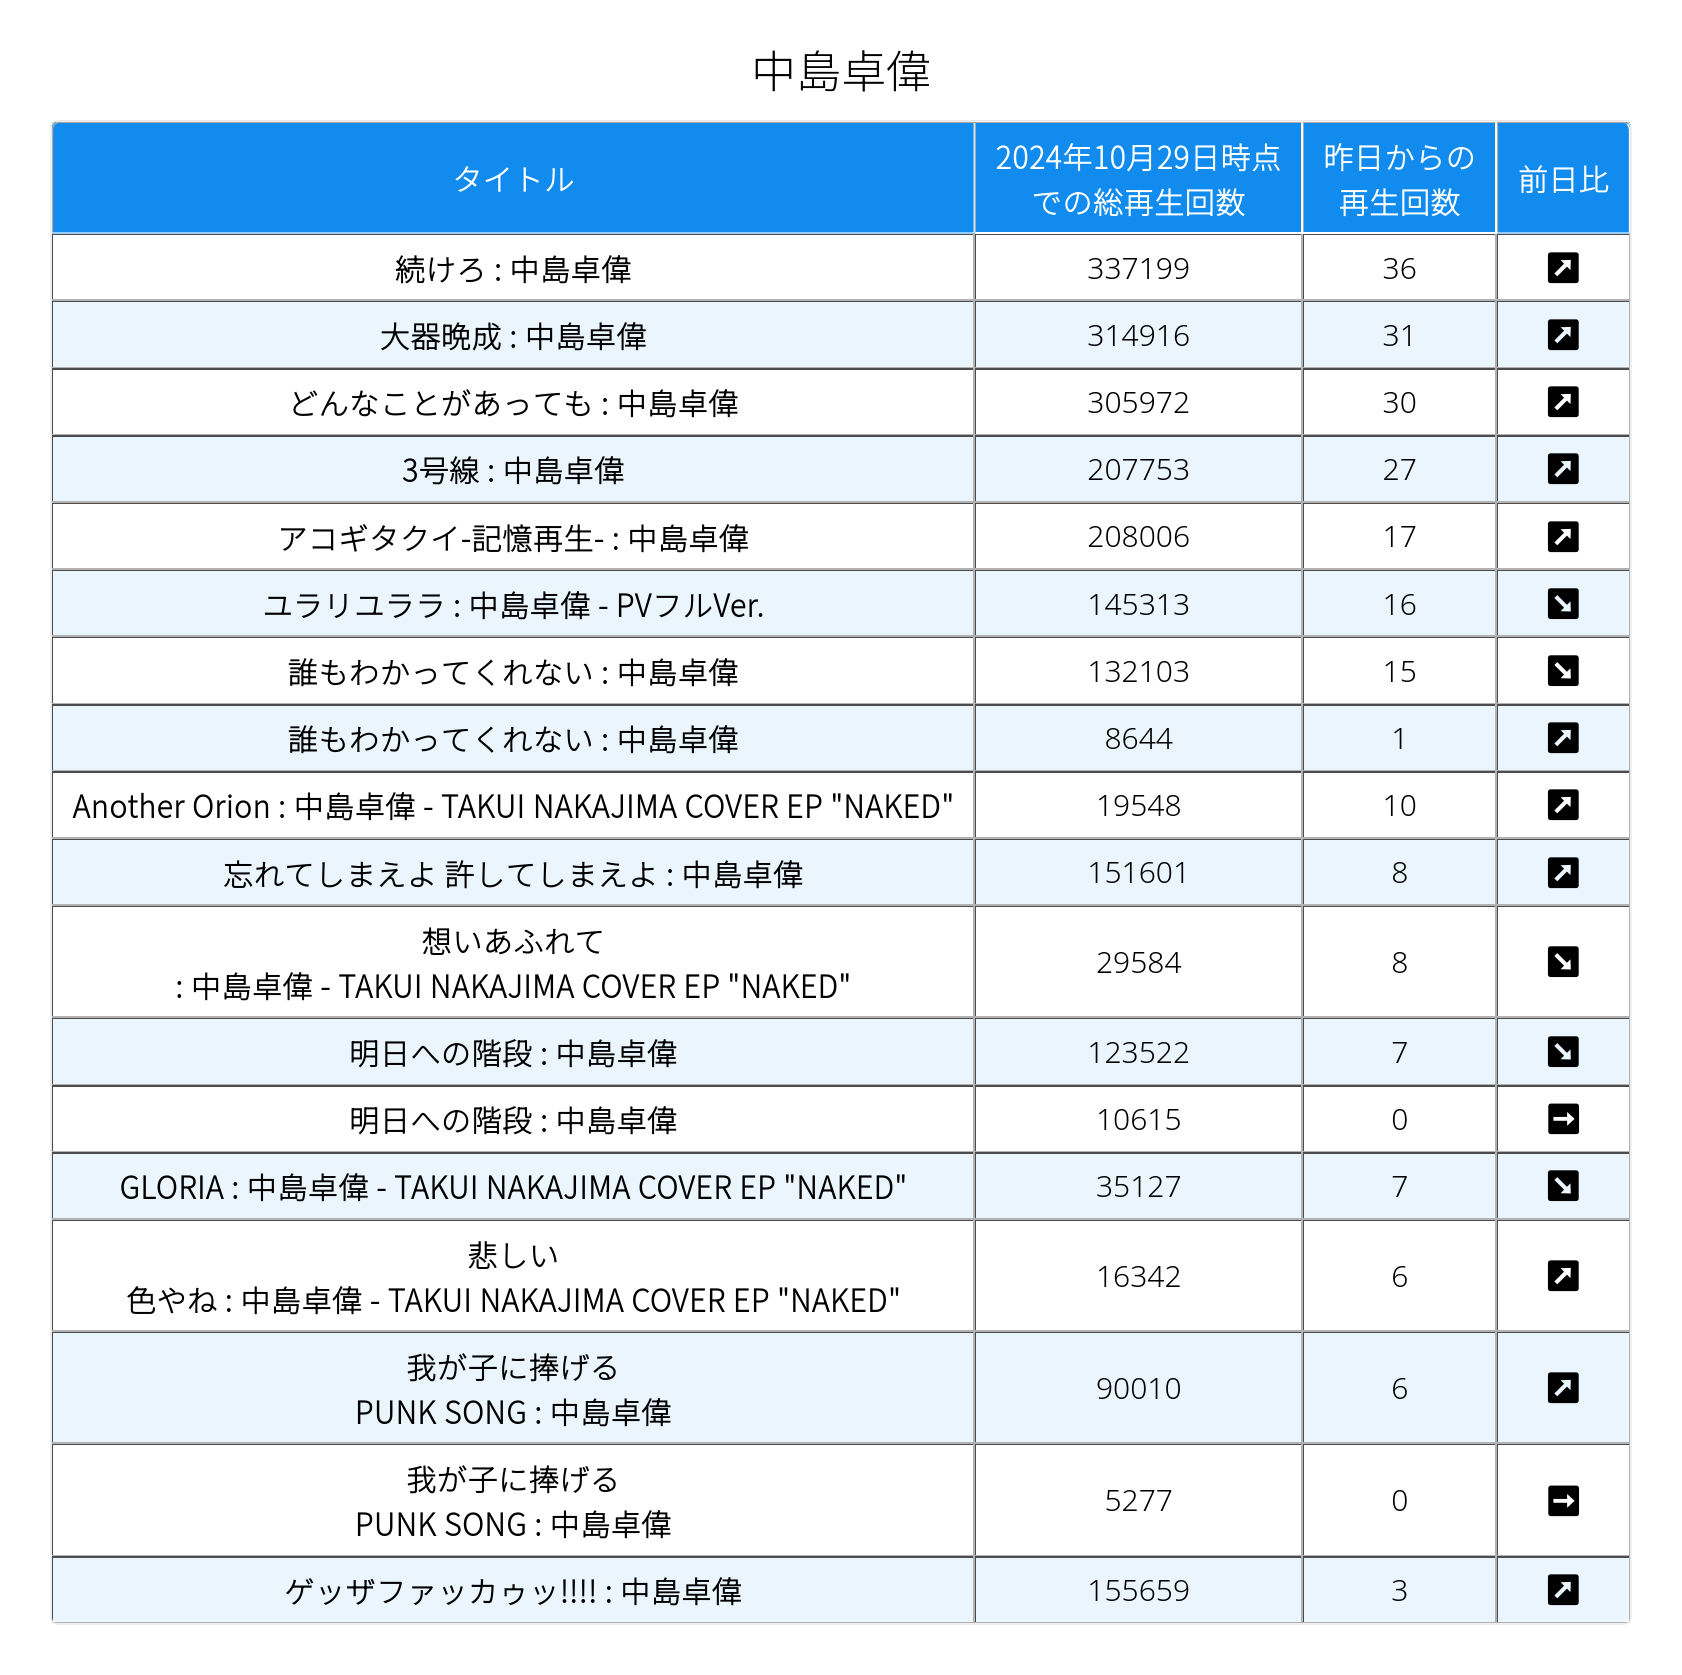 中島卓偉
タイトル 2024年10月29日時点 昨日からの 前日比
での総再生回数 再生回数
続けろ : 中島卓偉 337199 36 ↗
大器晩成 : 中島卓偉 314916 31 ↗
どんなことがあっても : 中島卓偉 305972 30 ↗
3号線 : 中島卓偉 207753 27 ↗
アコギタクイ-記憶再生- : 中島卓偉 208006 17 ↗
ユラリユララ : 中島卓偉 - PVフルVer. 145313 16 ↘
誰もわかってくれない : 中島卓偉 132103 15 ↘
誰もわかってくれない : 中島卓偉 8644 1 ↗
Another Orion : 中島卓偉 - TAKUI NAKAJIMA COVER EP "NAKED" 19548 10 ↗
忘れてしまえよ 許してしまえよ : 中島卓偉 151601 8 ↗
想いあふれて
: 中島卓偉 - TAKUI NAKAJIMA COVER EP "NAKED" 29584 8 ↘
明日への階段 : 中島卓偉 123522 7 ↘
明日への階段 : 中島卓偉 10615 0 →
GLORIA : 中島卓偉 - TAKUI NAKAJIMA COVER EP "NAKED" 35127 7 ↘
悲しい
色やね : 中島卓偉 - TAKUI NAKAJIMA COVER EP "NAKED" 16342 6 ↗
我が子に捧げる
PUNK SONG : 中島卓偉 90010 6 ↗
我が子に捧げる
PUNK SONG : 中島卓偉 5277 0 →
ゲッザファッカゥッ!!!! : 中島卓偉 155659 3 ↗